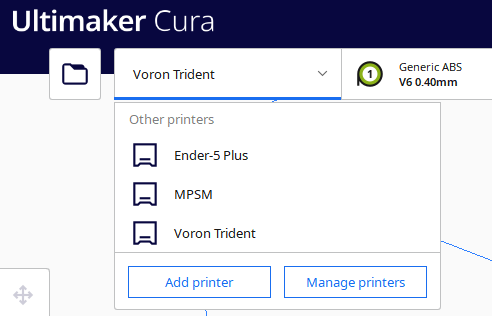 Ultimaker Cura
Voron Trident
1
Generic ABS
V6 0.40mm
Other printers
Ender-5 Plus
MPSM
Voron Trident
Add printer
Manage printers